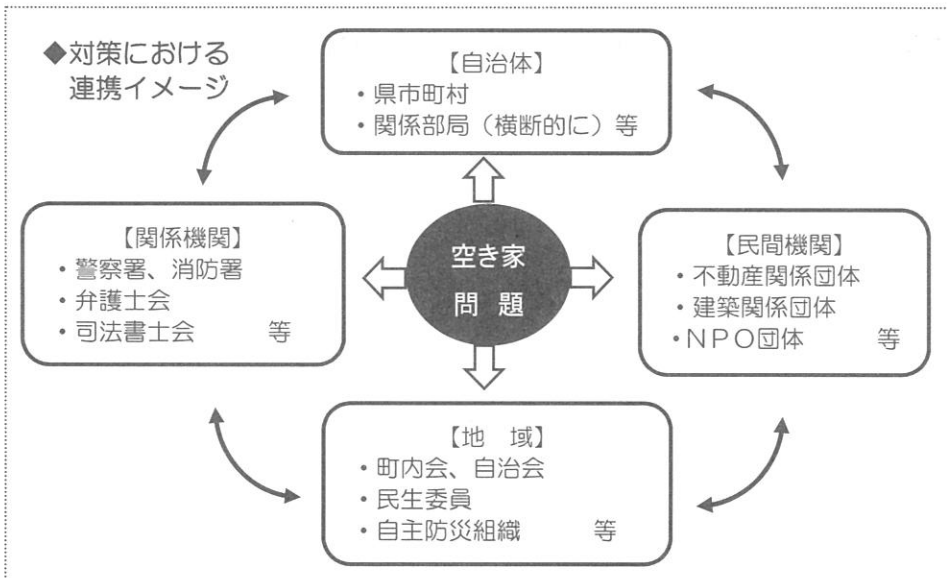 ◆対策における
連携イメージ
【自治体】
・県市町村
・関係部局（横断的に）等
【関係機関】
・警察署、消防署
・弁護士会
・司法書士会　　　等
空き家
問　題
【民間機関】
・不動産関係団体
・建築関係団体
・ＮＰＯ団体　　　等
【地　域】
・町内会、自治会
・民生委員
・自主防災組織　　　等